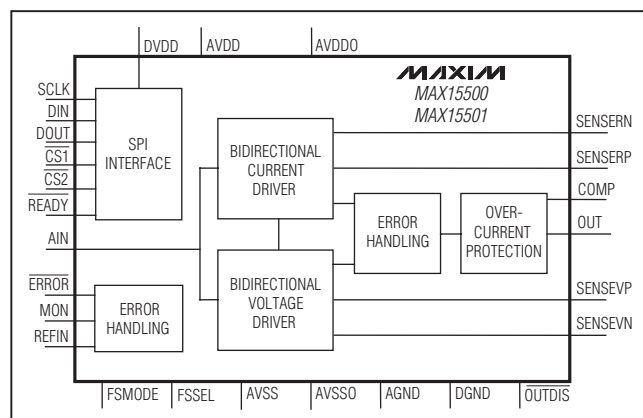 DVDD
AVDD
AVDDO
MAXIM
MAX15500
MAX15501
SCLK
DIN
DOUT
CS1
CS2
READY
AIN
ERROR
MON
REFIN
SPI
INTERFACE
BIDIRECTIONAL
CURRENT
DRIVER
BIDIRECTIONAL
VOLTAGE
DRIVER
ERROR
HANDLING
ERROR
HANDLING
OVER-
CURRENT
PROTECTION
SENSERN
SENSERP
COMP
OUT
SENSEVP
SENSEVN
FSMODE
FSSEL
AVSS
AVSSO
AGND
DGND
OUTDIS